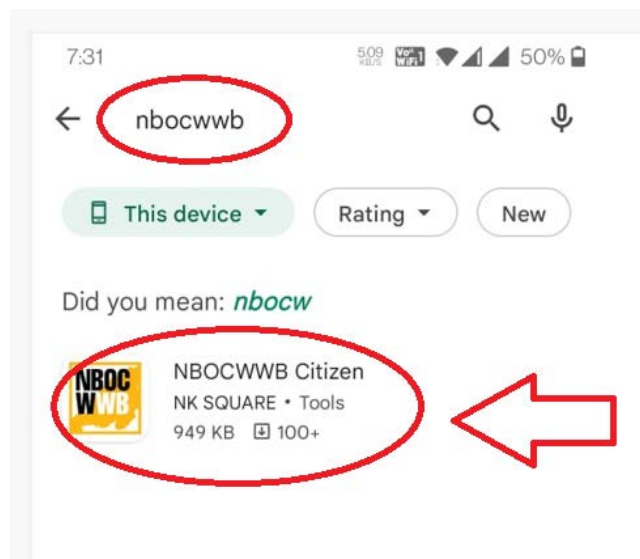 7:31 5.09 KB/S Vo WiFi 1 50%
nbocwwb
This device Rating New
Did you mean: nbocw
NBOC
WWB
NBOCWWB Citizen
NK SQUARE • Tools
949 KB 100+